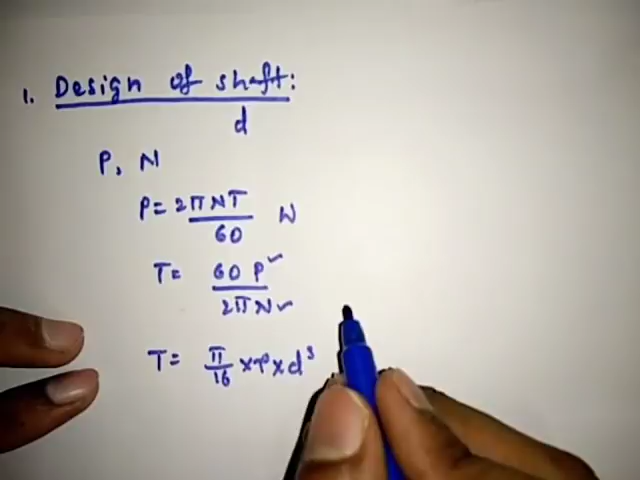 1. Design of shaft:
d
P, N
P= 2πNT/60 W
T= 60 P✓/2πN✓
T= π/16 ×τ×d³